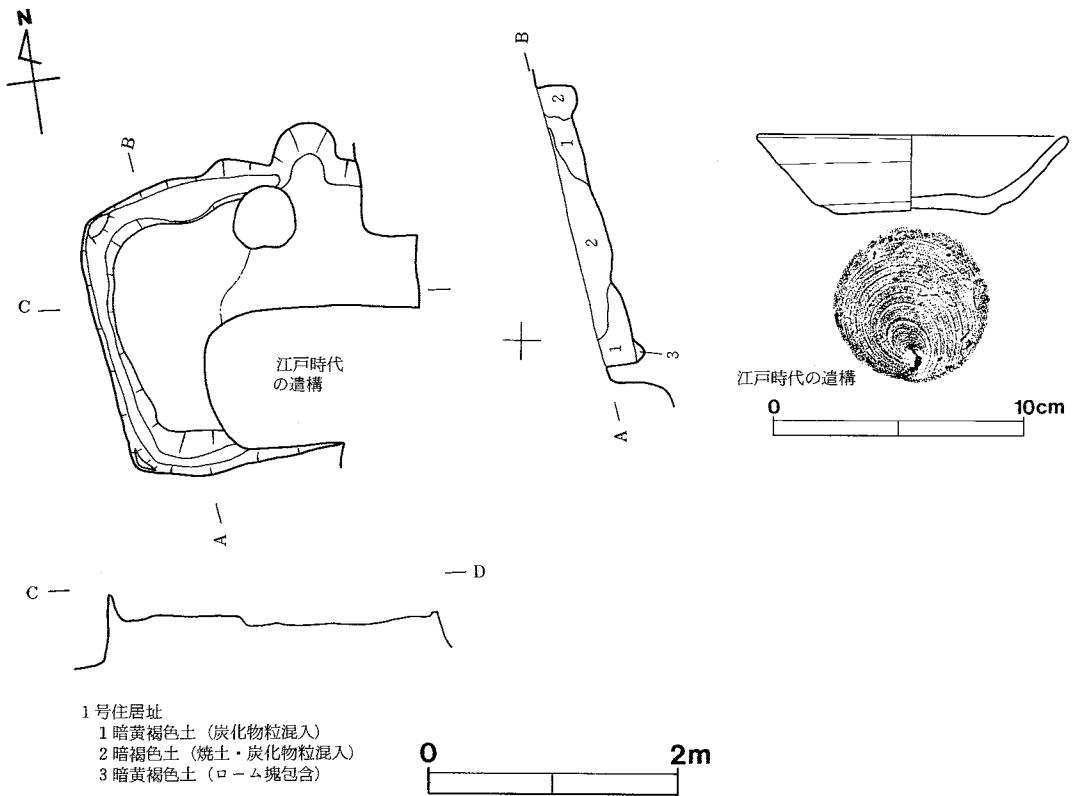 N
B
B
2
1
C
2
江戸時代
の遺構
1
3
江戸時代の遺構
0 10cm
A
A
C
D
1号住居址
1暗黄褐色土（炭化物粒混入）
2暗褐色土（焼土・炭化物粒混入）
3暗黄褐色土（ローム塊包含）
0 2m